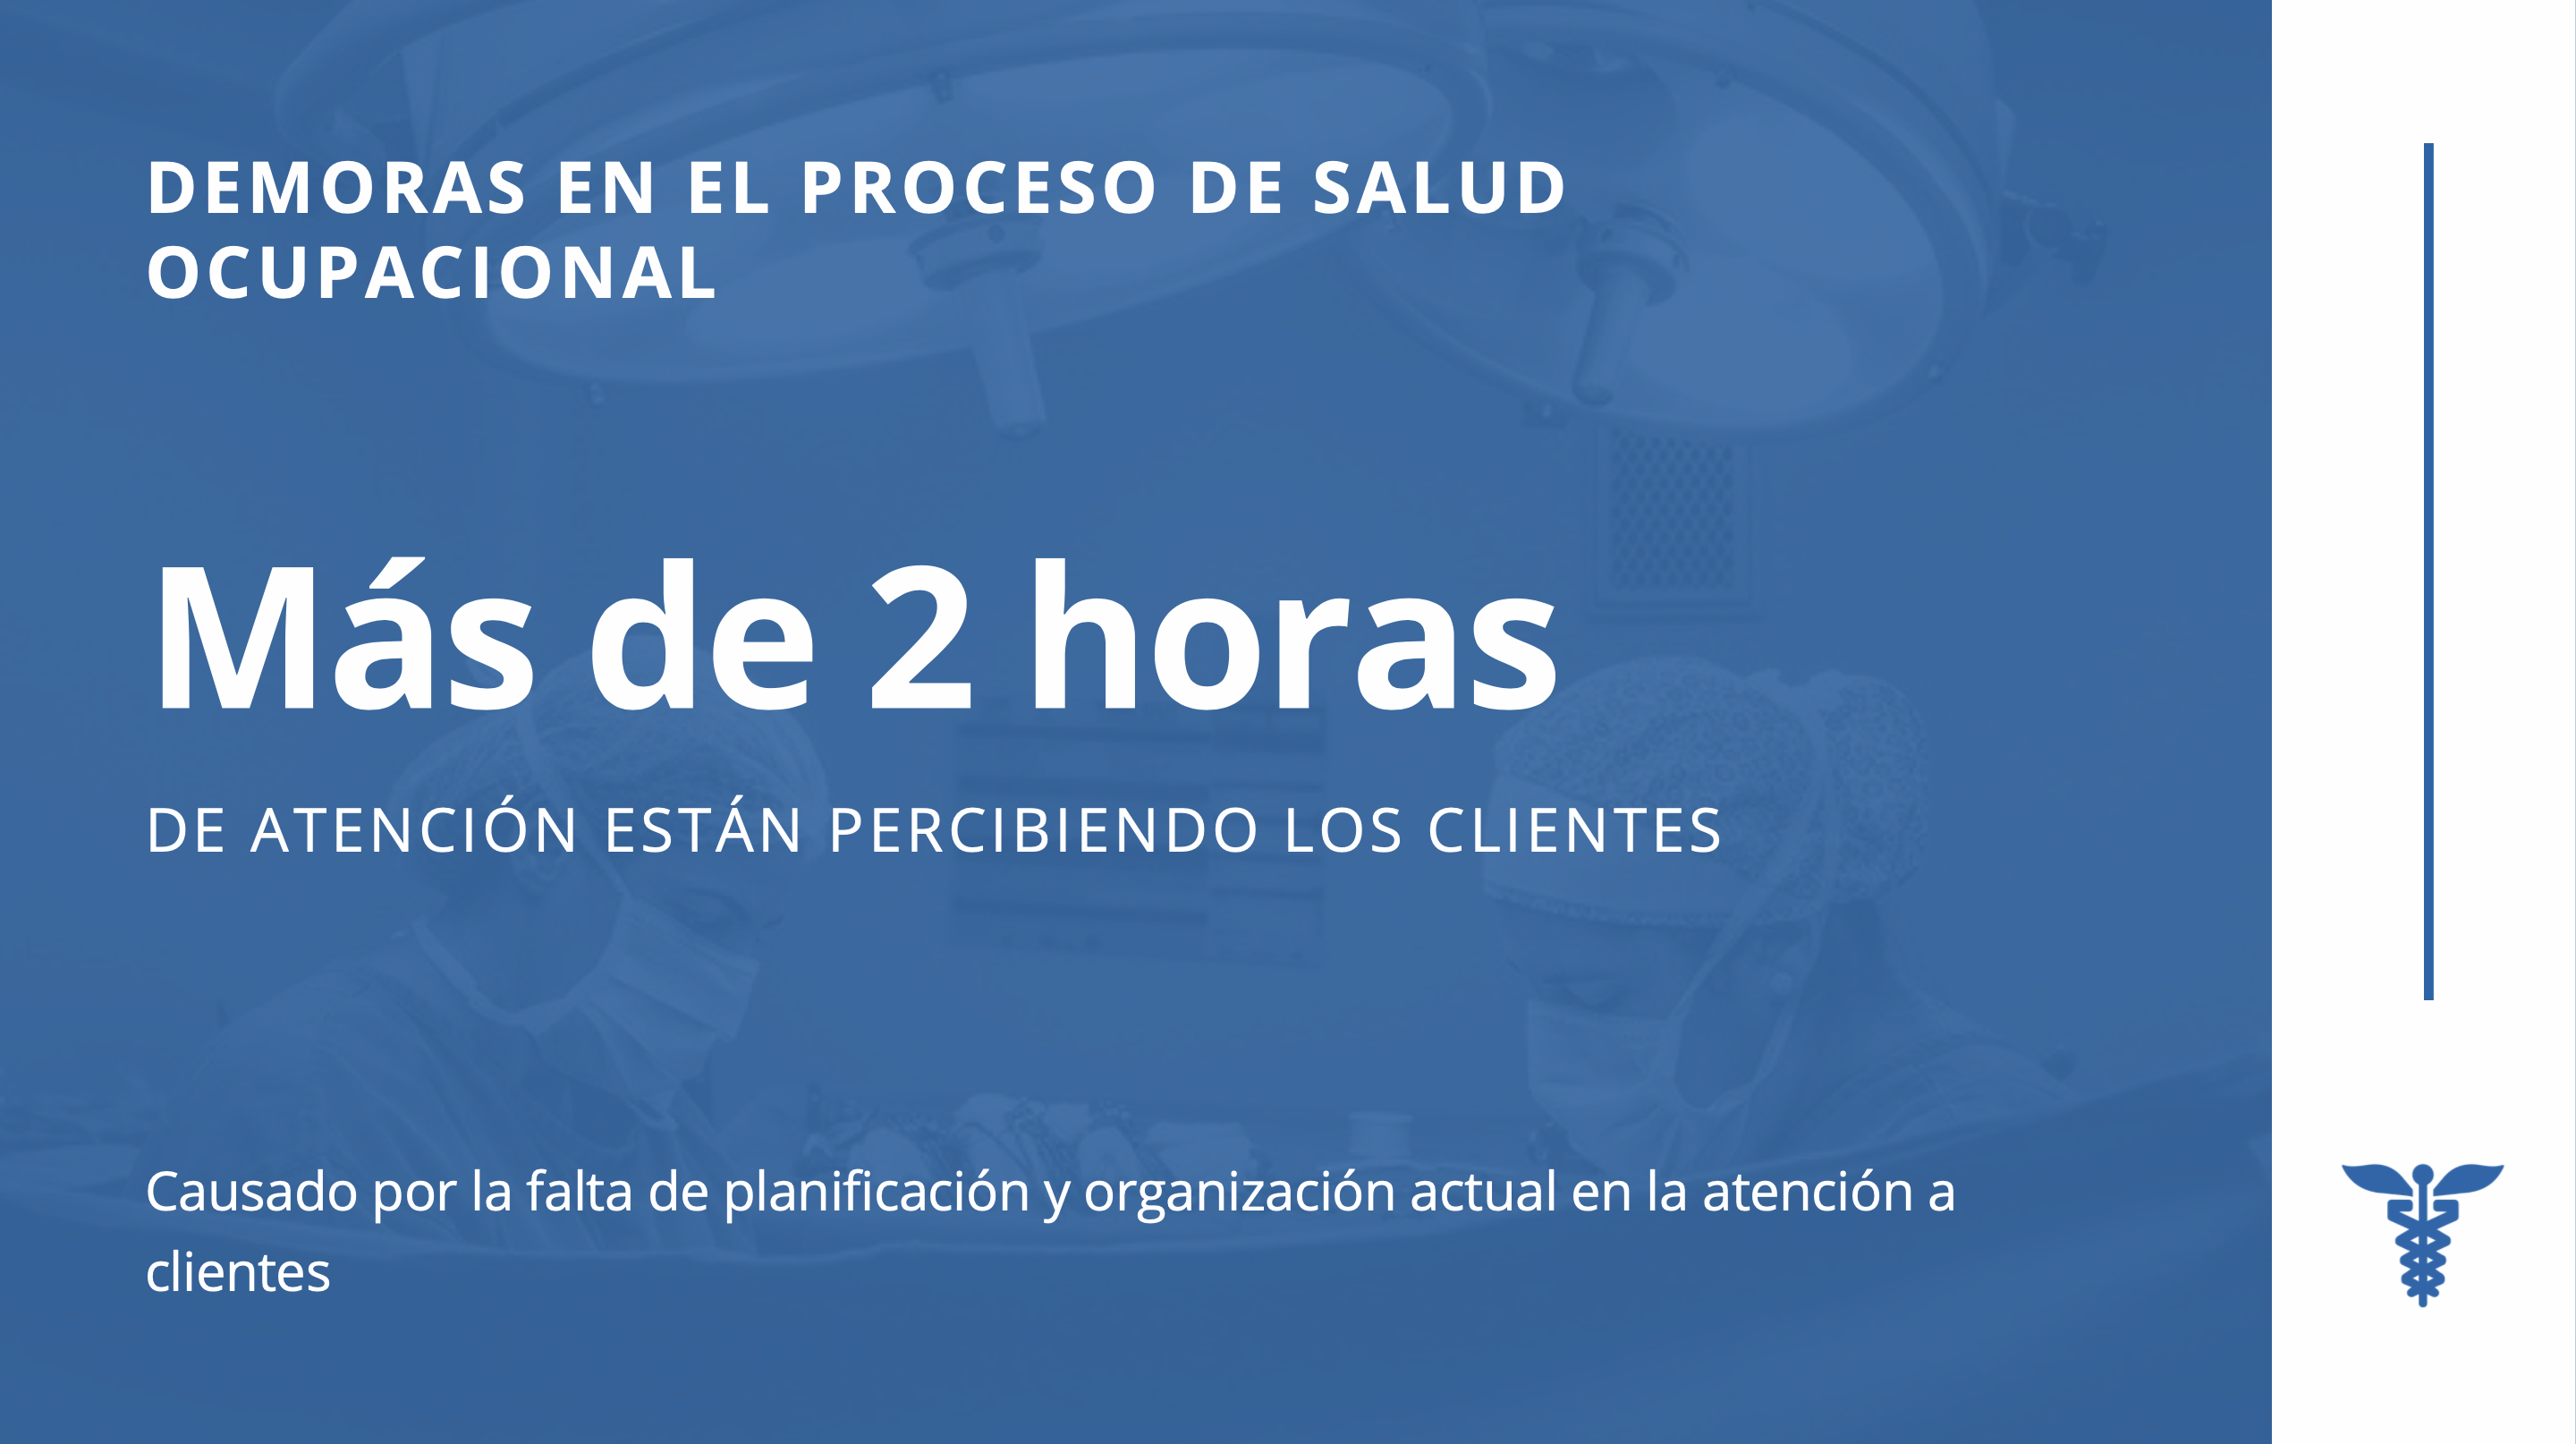 DEMORAS EN EL PROCESO DE SALUD
OCUPACIONAL
Más de 2 horas
DE ATENCIÓN ESTÁN PERCIBIENDO LOS CLIENTES
Causado por la falta de planificación y organización actual en la atención a
clientes